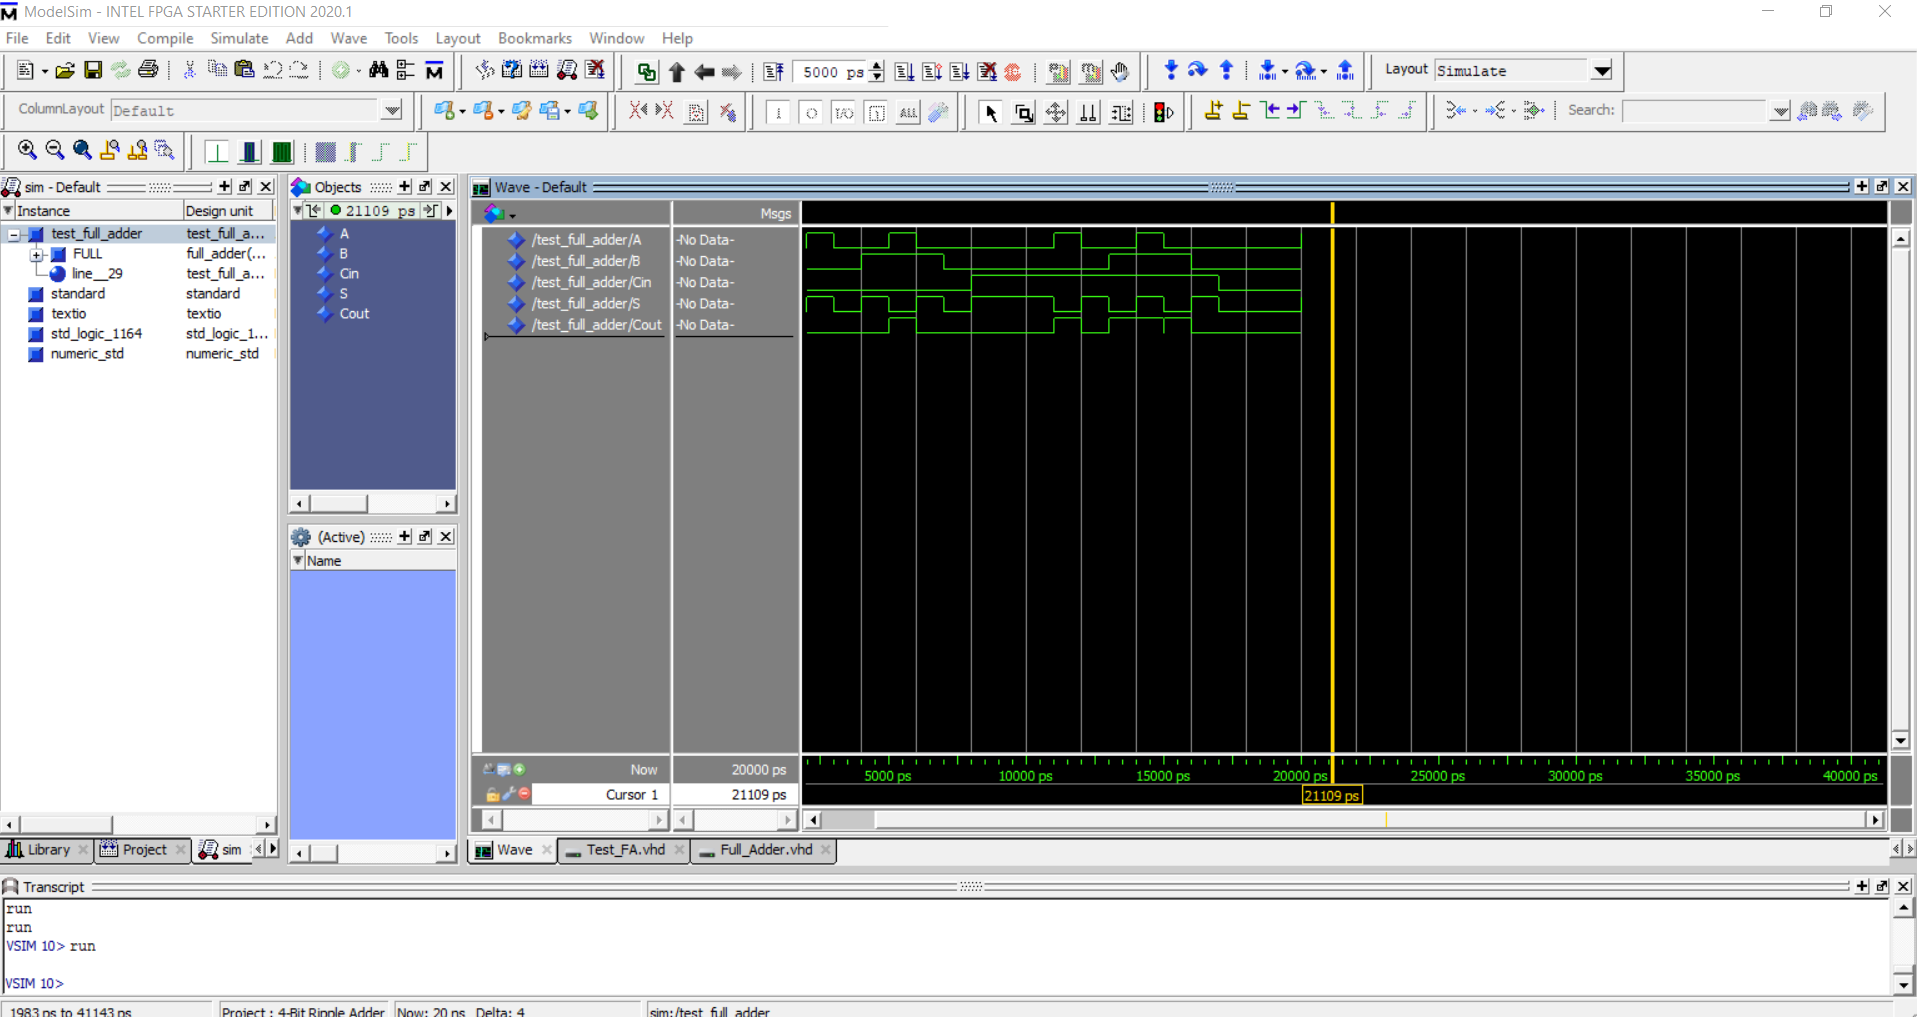 ModelSim - INTEL FPGA STARTER EDITION 2020.1
File Edit View Compile Simulate Add Wave Tools Layout Bookmarks Window Help
5000 ps
Layout Simulate
ColumnLayout Default
Search:
sim - Default
Instance Design unit
test_full_adder test_full_a...
FULL full_adder(...
line__29 test_full_a...
standard standard
textio textio
std_logic_1164 std_logic_1...
numeric_std numeric_std
Library
Project
sim
Objects
21109 ps
A
B
Cin
S
Cout
(Active)
Name
Wave - Default
Msgs
/test_full_adder/A -No Data-
/test_full_adder/B -No Data-
/test_full_adder/Cin -No Data-
/test_full_adder/S -No Data-
/test_full_adder/Cout -No Data-
Now 20000 ps
5000 ps 10000 ps 15000 ps 20000 ps 25000 ps 30000 ps 35000 ps 40000 ps
Cursor 1 21109 ps
21109 ps
Wave
Test_FA.vhd
Full_Adder.vhd
Transcript
run
run
VSIM 10> run
VSIM 10>
1983 ps to 41143 ps Project : 4-Bit Ripple Adder Now: 20 ns Delta: 4 sim:/test_full_adder